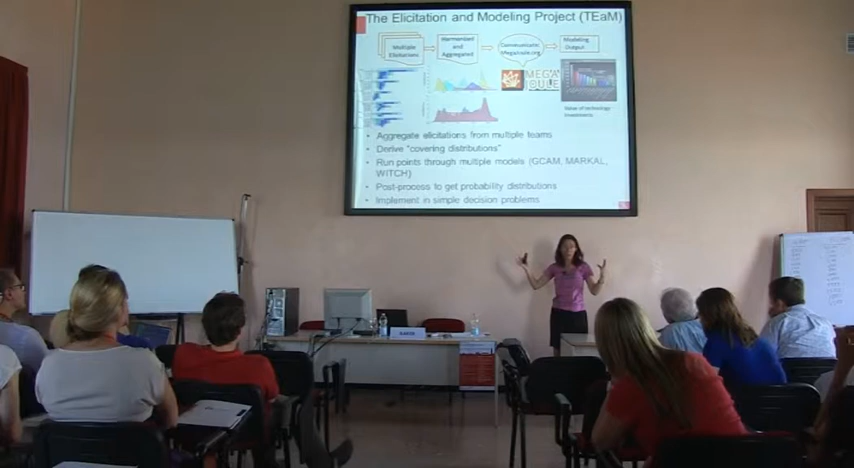 The Elicitation and Modeling Project (TEaM)
Multiple
Elicitations
Harmonized
and
Aggregated
Communicate:
Megajoule.org
Modeling
Output
MEGA
JOULE
Value of technology
investments
• Aggregate elicitations from multiple teams
• Derive "covering distributions"
• Run points through multiple models (GCAM, MARKAL,
WITCH)
• Post-process to get probability distributions
• Implement in simple decision problems